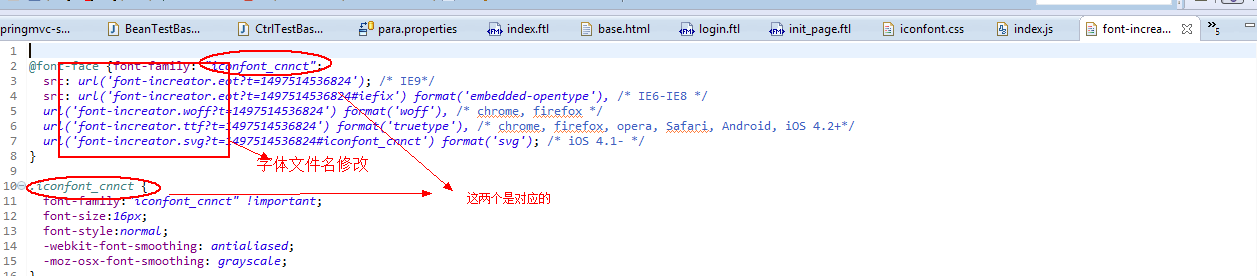 pringmvc-s... BeanTestBas... CtrlTestBas... para.properties index.ftl base.html login.ftl init_page.ftl iconfont.css index.js font-increa... »5
1
2 @font-face {font-family: "iconfont_cnnct";
3 src: url('font-increator.eot?t=1497514536824'); /* IE9*/
4 src: url('font-increator.eot?t=1497514536824#iefix') format('embedded-opentype'), /* IE6-IE8 */
5 url('font-increator.woff?t=1497514536824') format('woff'), /* chrome, firefox */
6 url('font-increator.ttf?t=1497514536824') format('truetype'), /* chrome, firefox, opera, Safari, Android, iOS 4.2+*/
7 url('font-increator.svg?t=1497514536824#iconfont_cnnct') format('svg'); /* iOS 4.1- */
8 }
字体文件名修改
9
10 .iconfont_cnnct {
这两个是对应的
11 font-family:"iconfont_cnnct" !important;
12 font-size:16px;
13 font-style:normal;
14 -webkit-font-smoothing: antialiased;
15 -moz-osx-font-smoothing: grayscale;
16 }